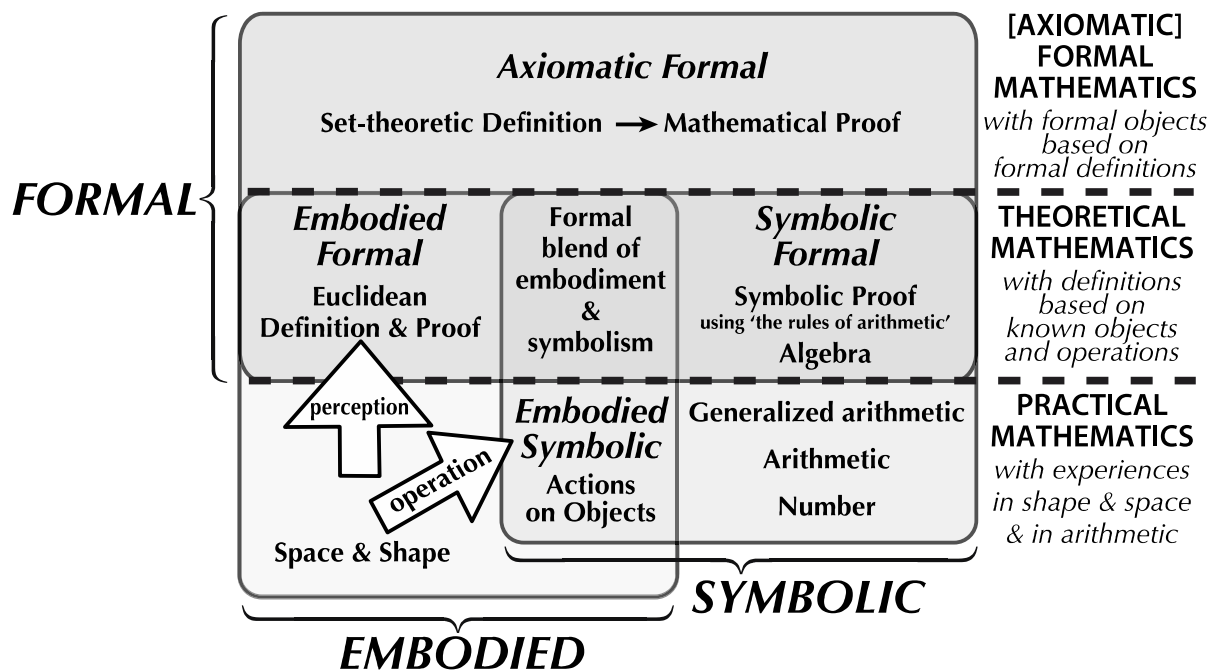 [AXIOMATIC]
FORMAL
MATHEMATICS
with formal objects
based on
formal definitions
Axiomatic Formal
Set-theoretic Definition → Mathematical Proof
FORMAL
Embodied
Formal
Euclidean
Definition & Proof
Formal
blend of
embodiment
&
symbolism
Symbolic
Formal
Symbolic Proof
using ‘the rules of arithmetic’
Algebra
THEORETICAL
MATHEMATICS
with definitions
based on
known objects
and operations
perception
operation
Space & Shape
Embodied
Symbolic
Actions
on Objects
Generalized arithmetic
Arithmetic
Number
PRACTICAL
MATHEMATICS
with experiences
in shape & space
& in arithmetic
SYMBOLIC
EMBODIED